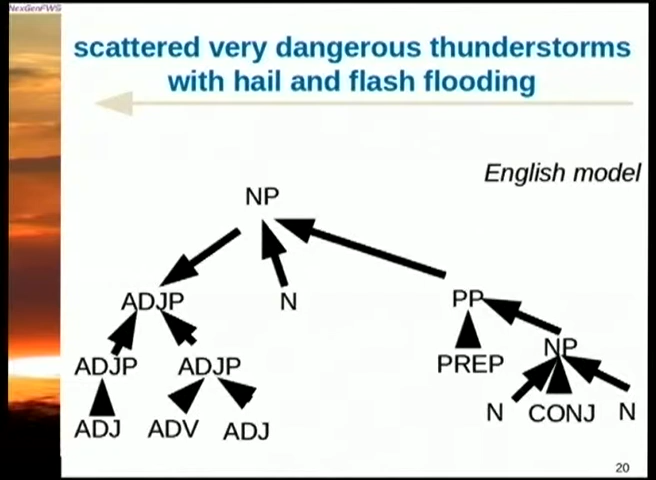 NexGenFWS
scattered very dangerous thunderstorms
with hail and flash flooding
English model
NP
ADJP N PP
ADJP ADJP PREP NP
ADJ ADV ADJ N CONJ N
20